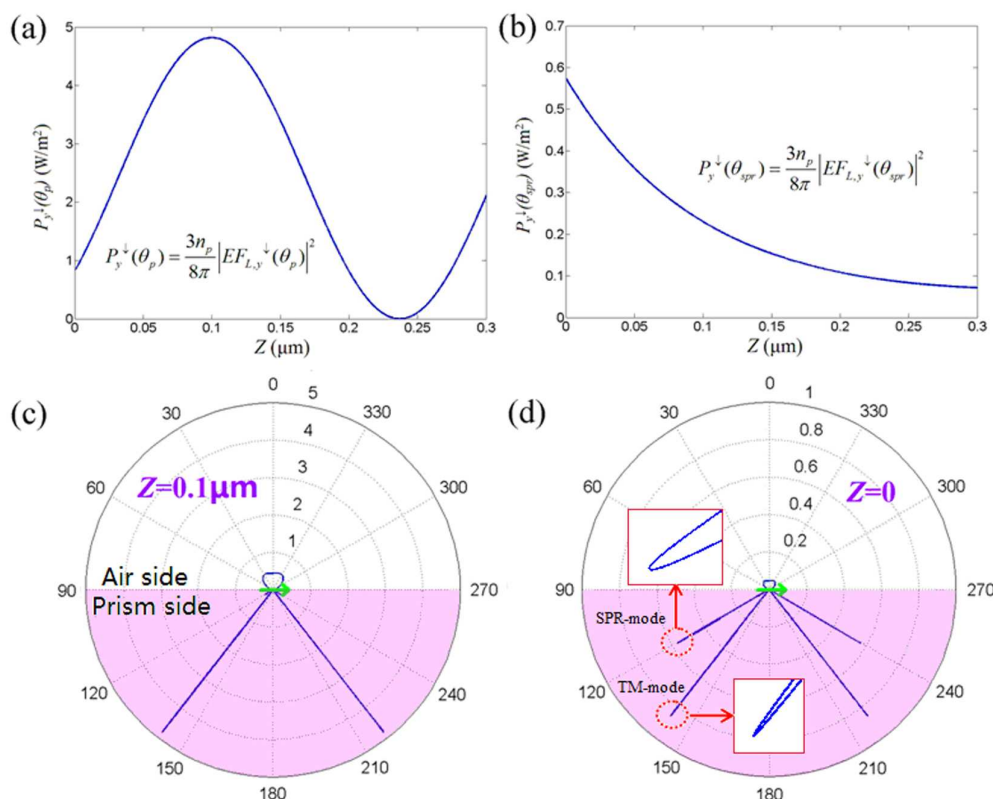 (a)
5
4
3
2
1
0
P_y↓(θ_p) (W/m²)
P_y↓(θ_p) = 3n_p/8π |EF_{L,y}↓(θ_p)|²
0 0.05 0.1 0.15 0.2 0.25 0.3
Z (μm)
(b)
0.7
0.6
0.5
0.4
0.3
0.2
0.1
0
P_y↓(θ_spr) (W/m²)
P_y↓(θ_spr) = 3n_p/8π |EF_{L,y}↓(θ_spr)|²
0 0.05 0.1 0.15 0.2 0.25 0.3
Z (μm)
(c)
0
5
30
330
4
3
60
Z=0.1μm
2
300
1
Air side
90
270
Prism side
120
240
150
210
180
(d)
0
1
30
330
0.8
0.6
60
Z=0
0.4
300
0.2
90
270
SPR-mode
120
TM-mode
240
150
210
180